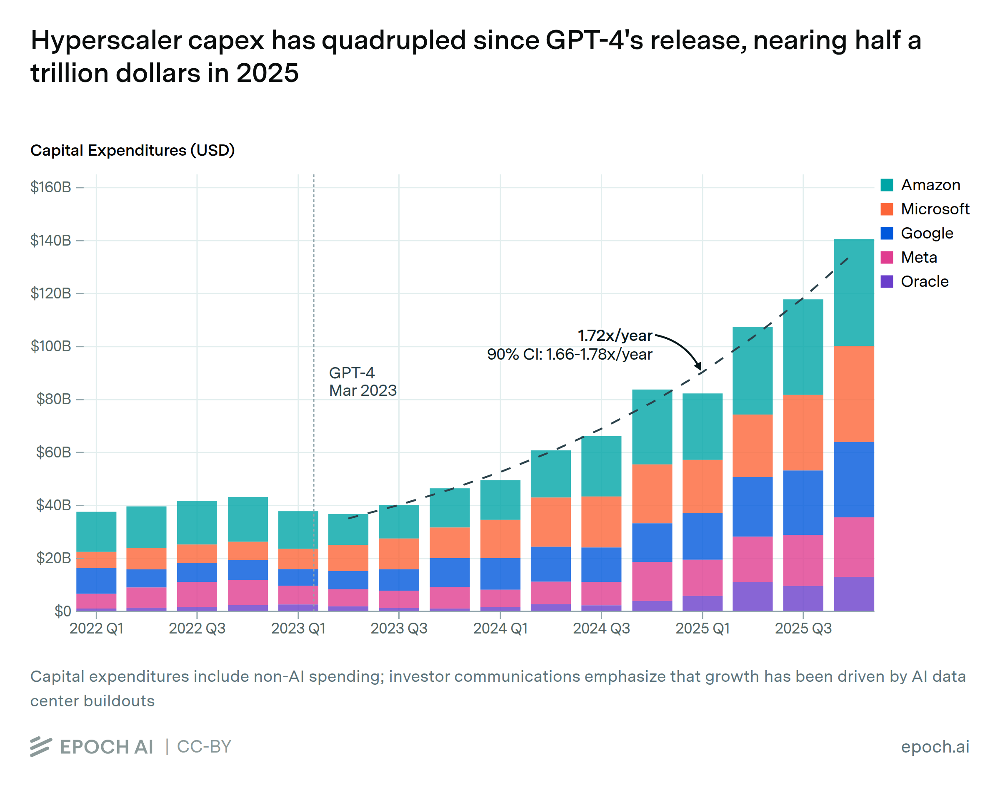 Hyperscaler capex has quadrupled since GPT-4's release, nearing half a
trillion dollars in 2025
Capital Expenditures (USD)
$160B
$140B
$120B
$100B
$80B
$60B
$40B
$20B
$0
Amazon
Microsoft
Google
Meta
Oracle
1.72x/year
90% CI: 1.66-1.78x/year
GPT-4
Mar 2023
2022 Q1 2022 Q3 2023 Q1 2023 Q3 2024 Q1 2024 Q3 2025 Q1 2025 Q3
Capital expenditures include non-AI spending; investor communications emphasize that growth has been driven by AI data
center buildouts
EPOCH AI | CC-BY
epoch.ai